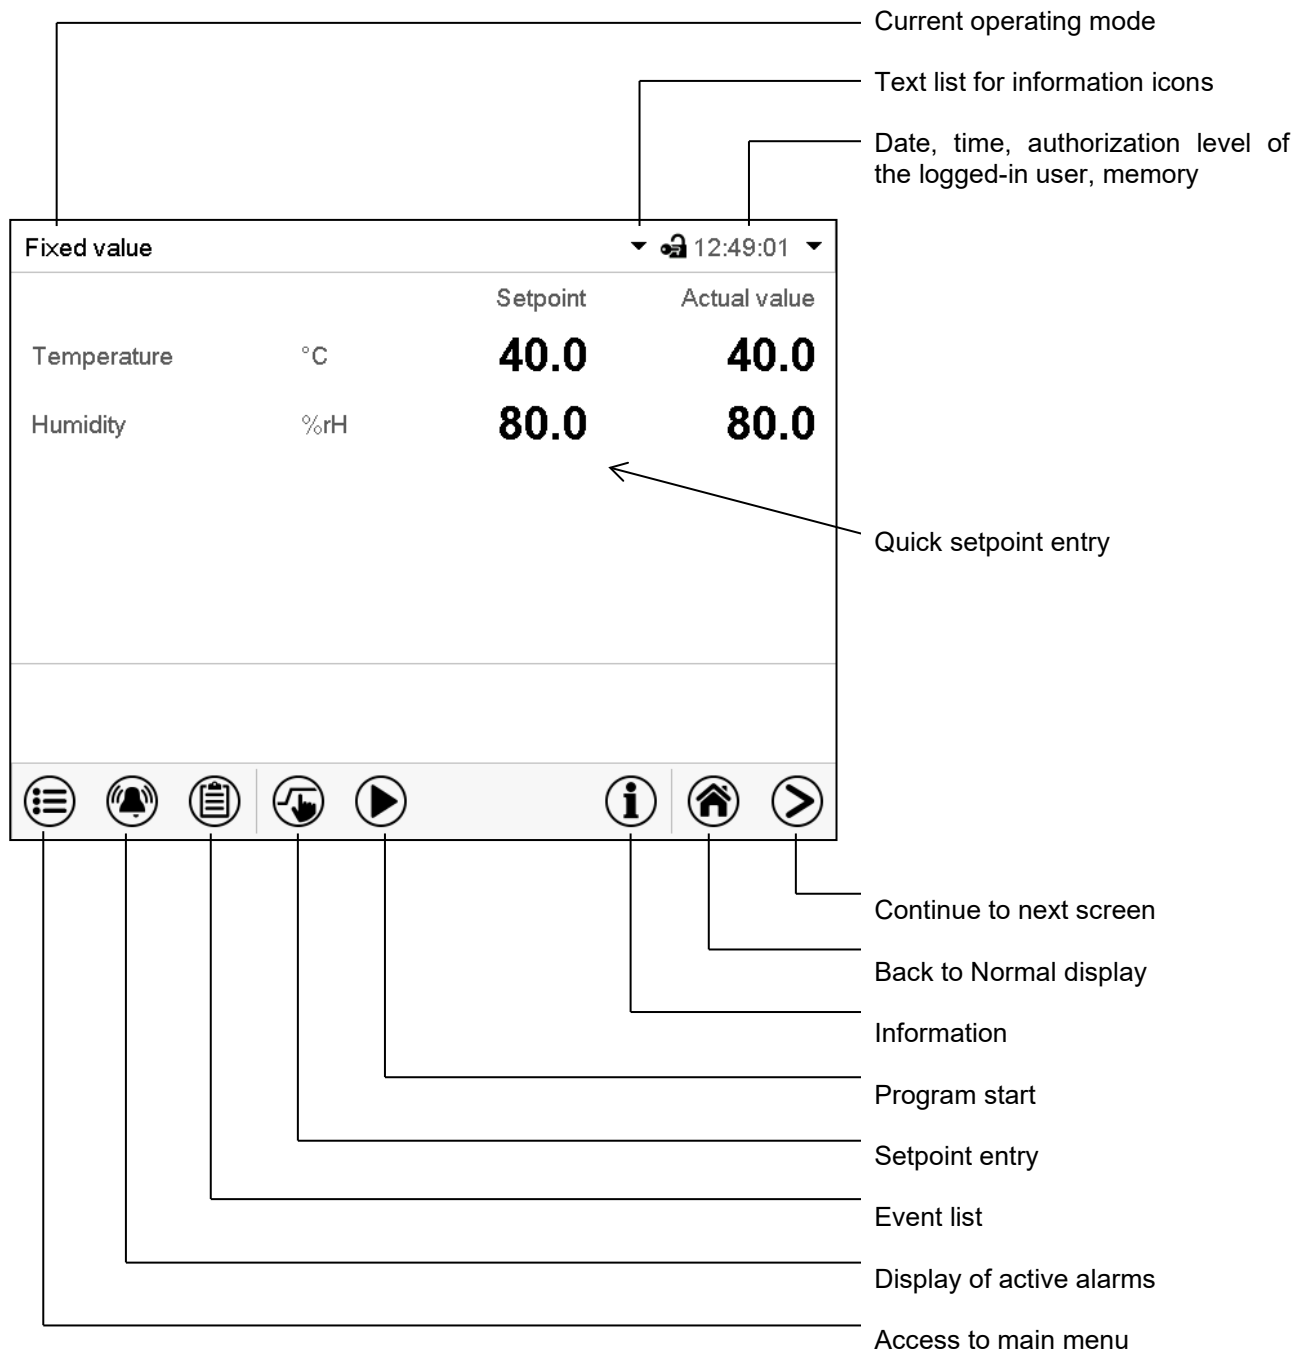 Current operating mode
Text list for information icons
Date, time, authorization level of
the logged-in user, memory
Fixed value 12:49:01
Setpoint Actual value
Temperature °C 40.0 40.0
Humidity %rH 80.0 80.0
Quick setpoint entry
Continue to next screen
Back to Normal display
Information
Program start
Setpoint entry
Event list
Display of active alarms
Access to main menu